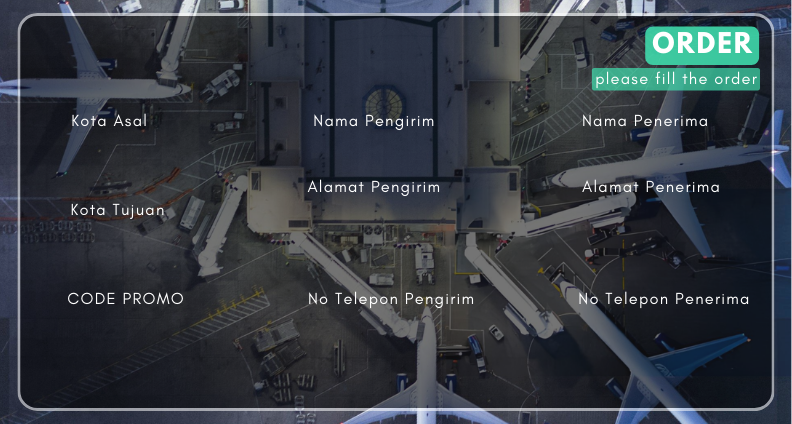 ORDER
please fill the order
Kota Asal
Nama Pengirim
Nama Penerima
Alamat Pengirim
Alamat Penerima
Kota Tujuan
CODE PROMO
No Telepon Pengirim
No Telepon Penerima